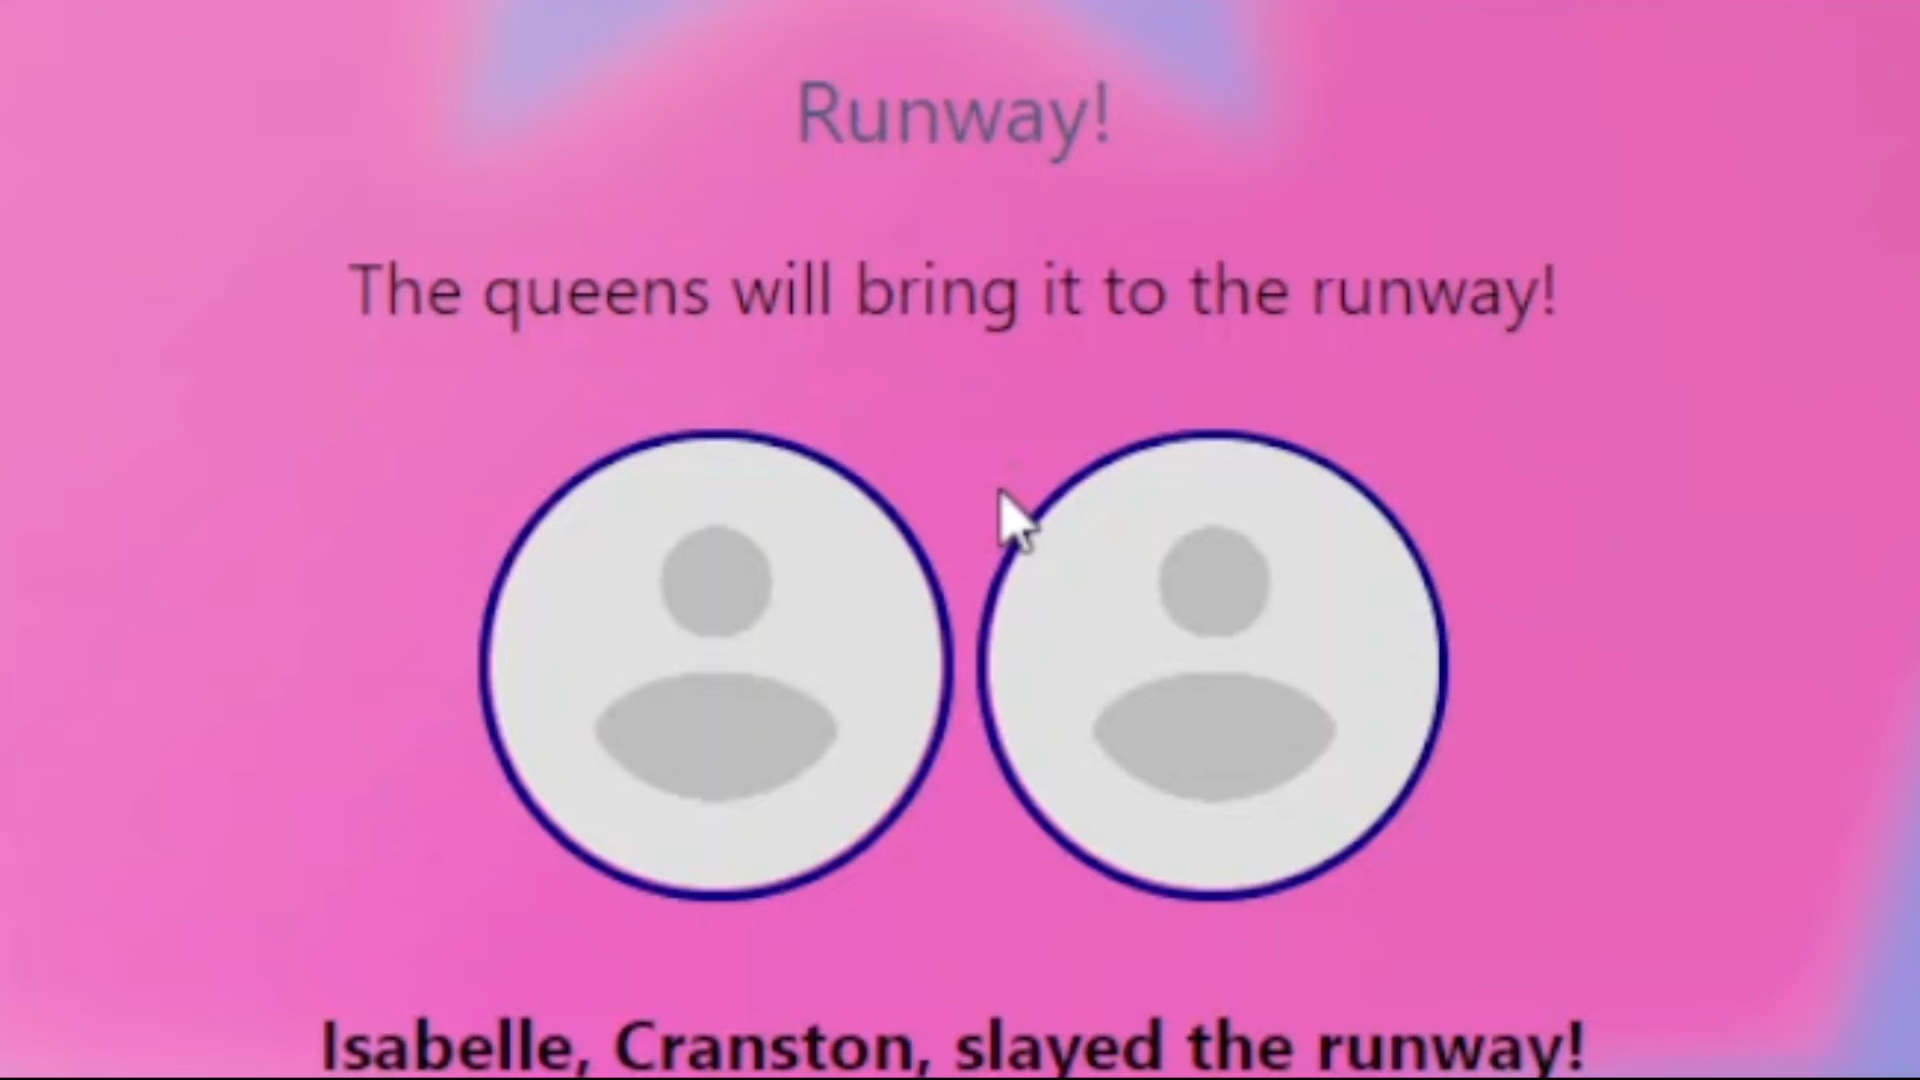 Runway!
The queens will bring it to the runway!
Isabelle, Cranston, slayed the runway!